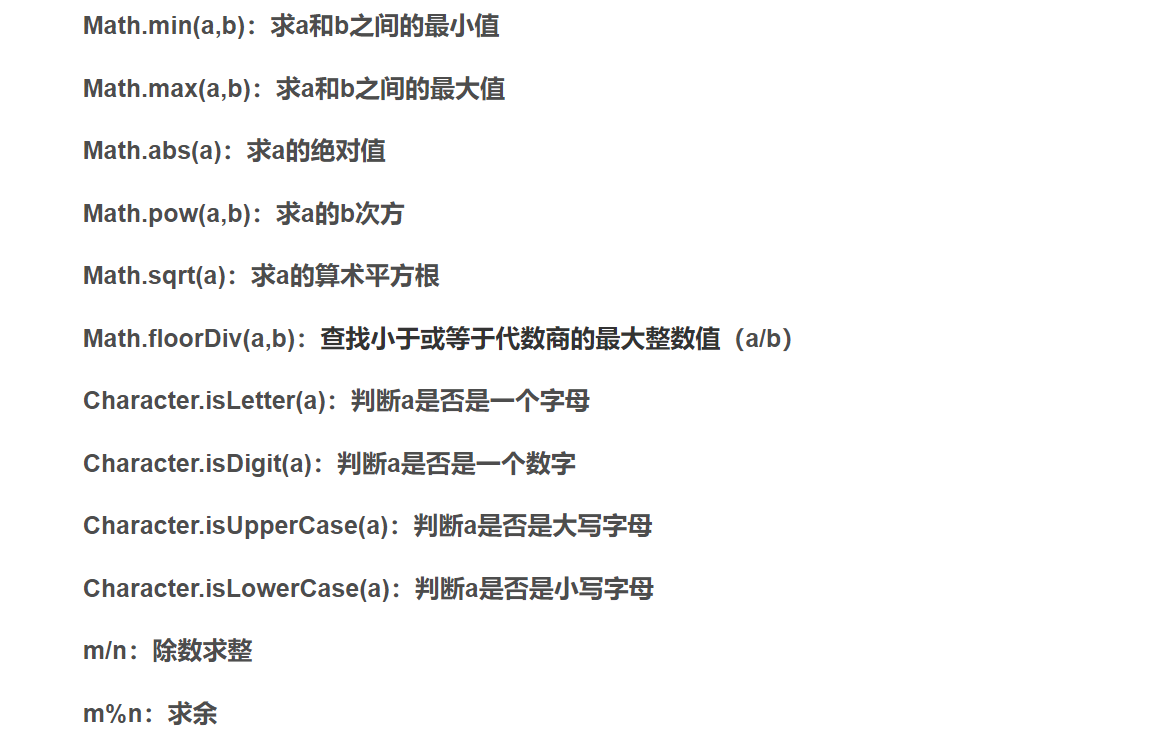 Math.min(a,b)：求a和b之间的最小值
Math.max(a,b)：求a和b之间的最大值
Math.abs(a)：求a的绝对值
Math.pow(a,b)：求a的b次方
Math.sqrt(a)：求a的算术平方根
Math.floorDiv(a,b)：查找小于或等于代数商的最大整数值（a/b）
Character.isLetter(a)：判断a是否是一个字母
Character.isDigit(a)：判断a是否是一个数字
Character.isUpperCase(a)：判断a是否是大写字母
Character.isLowerCase(a)：判断a是否是小写字母
m/n：除数求整
m%n：求余